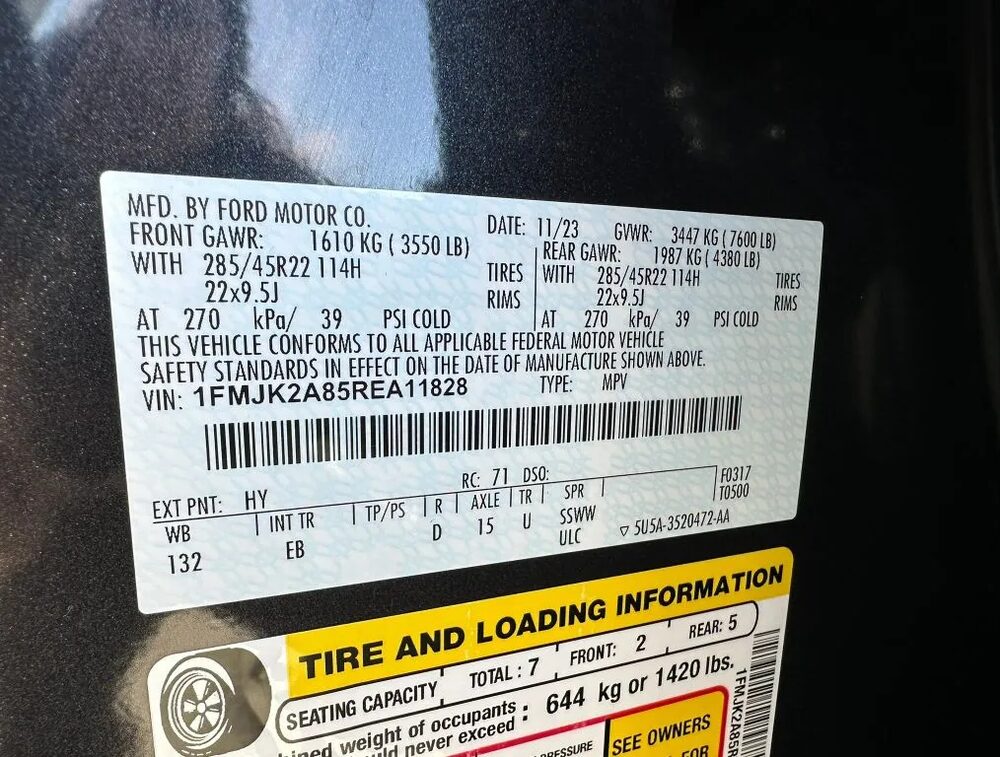 MFD. BY FORD MOTOR CO. DATE: 11/23 GVWR: 3447 KG ( 7600 LB)
FRONT GAWR: 1610 KG ( 3550 LB) REAR GAWR: 1987 KG ( 4380 LB)
WITH 285/45R22 114H TIRES WITH 285/45R22 114H TIRES
22x9.5J RIMS 22x9.5J RIMS
AT 270 kPa/ 39 PSI COLD AT 270 kPa/ 39 PSI COLD
THIS VEHICLE CONFORMS TO ALL APPLICABLE FEDERAL MOTOR VEHICLE
SAFETY STANDARDS IN EFFECT ON THE DATE OF MANUFACTURE SHOWN ABOVE.
VIN: 1FMJK2A85REA11828 TYPE: MPV
EXT PNT: HY RC: 71 DSO: F0317
WB INT TR TP/PS R AXLE TR SPR T0500
132 EB D 15 U SSWW
ULC ▽ 5U5A-3520472-AA
TIRE AND LOADING INFORMATION
SEATING CAPACITY TOTAL : 7 FRONT: 2 REAR: 5
weight of occupants : 644 kg or 1420 lbs.
never exceed
SEE OWNERS
1FMJK2A85R